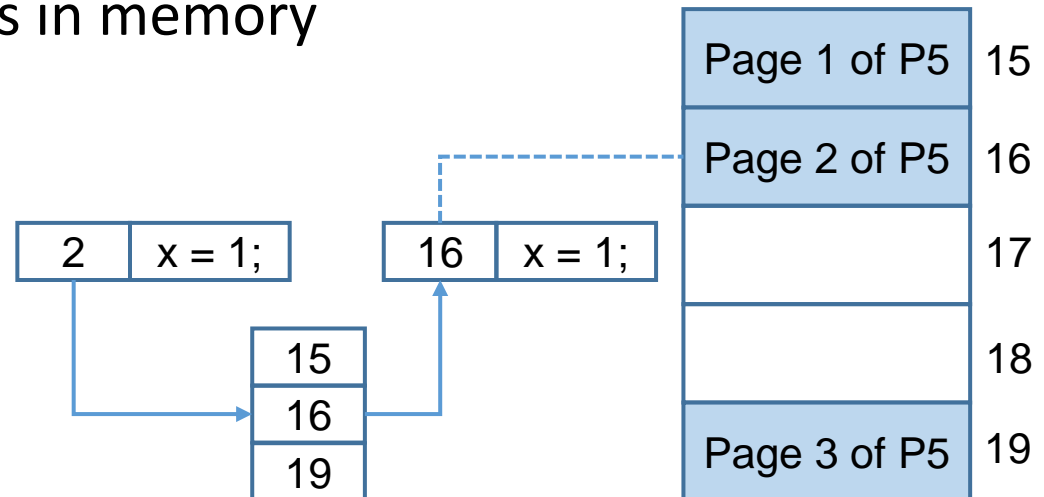 s in memory
Page 1 of P5 15
Page 2 of P5 16
2 x = 1; 16 x = 1; 17
15 18
16
19 Page 3 of P5 19